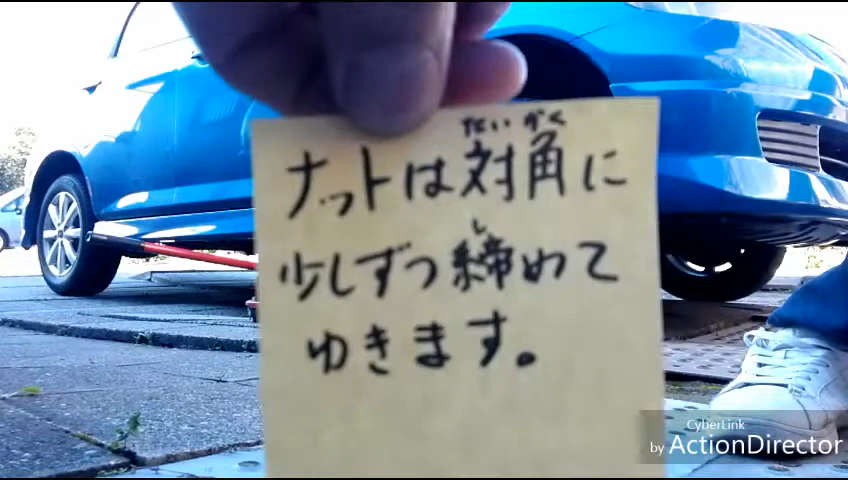 たい かく
ナットは対角に
し
少しずつ締めて
ゆきます。
CyberLink
by ActionDirector